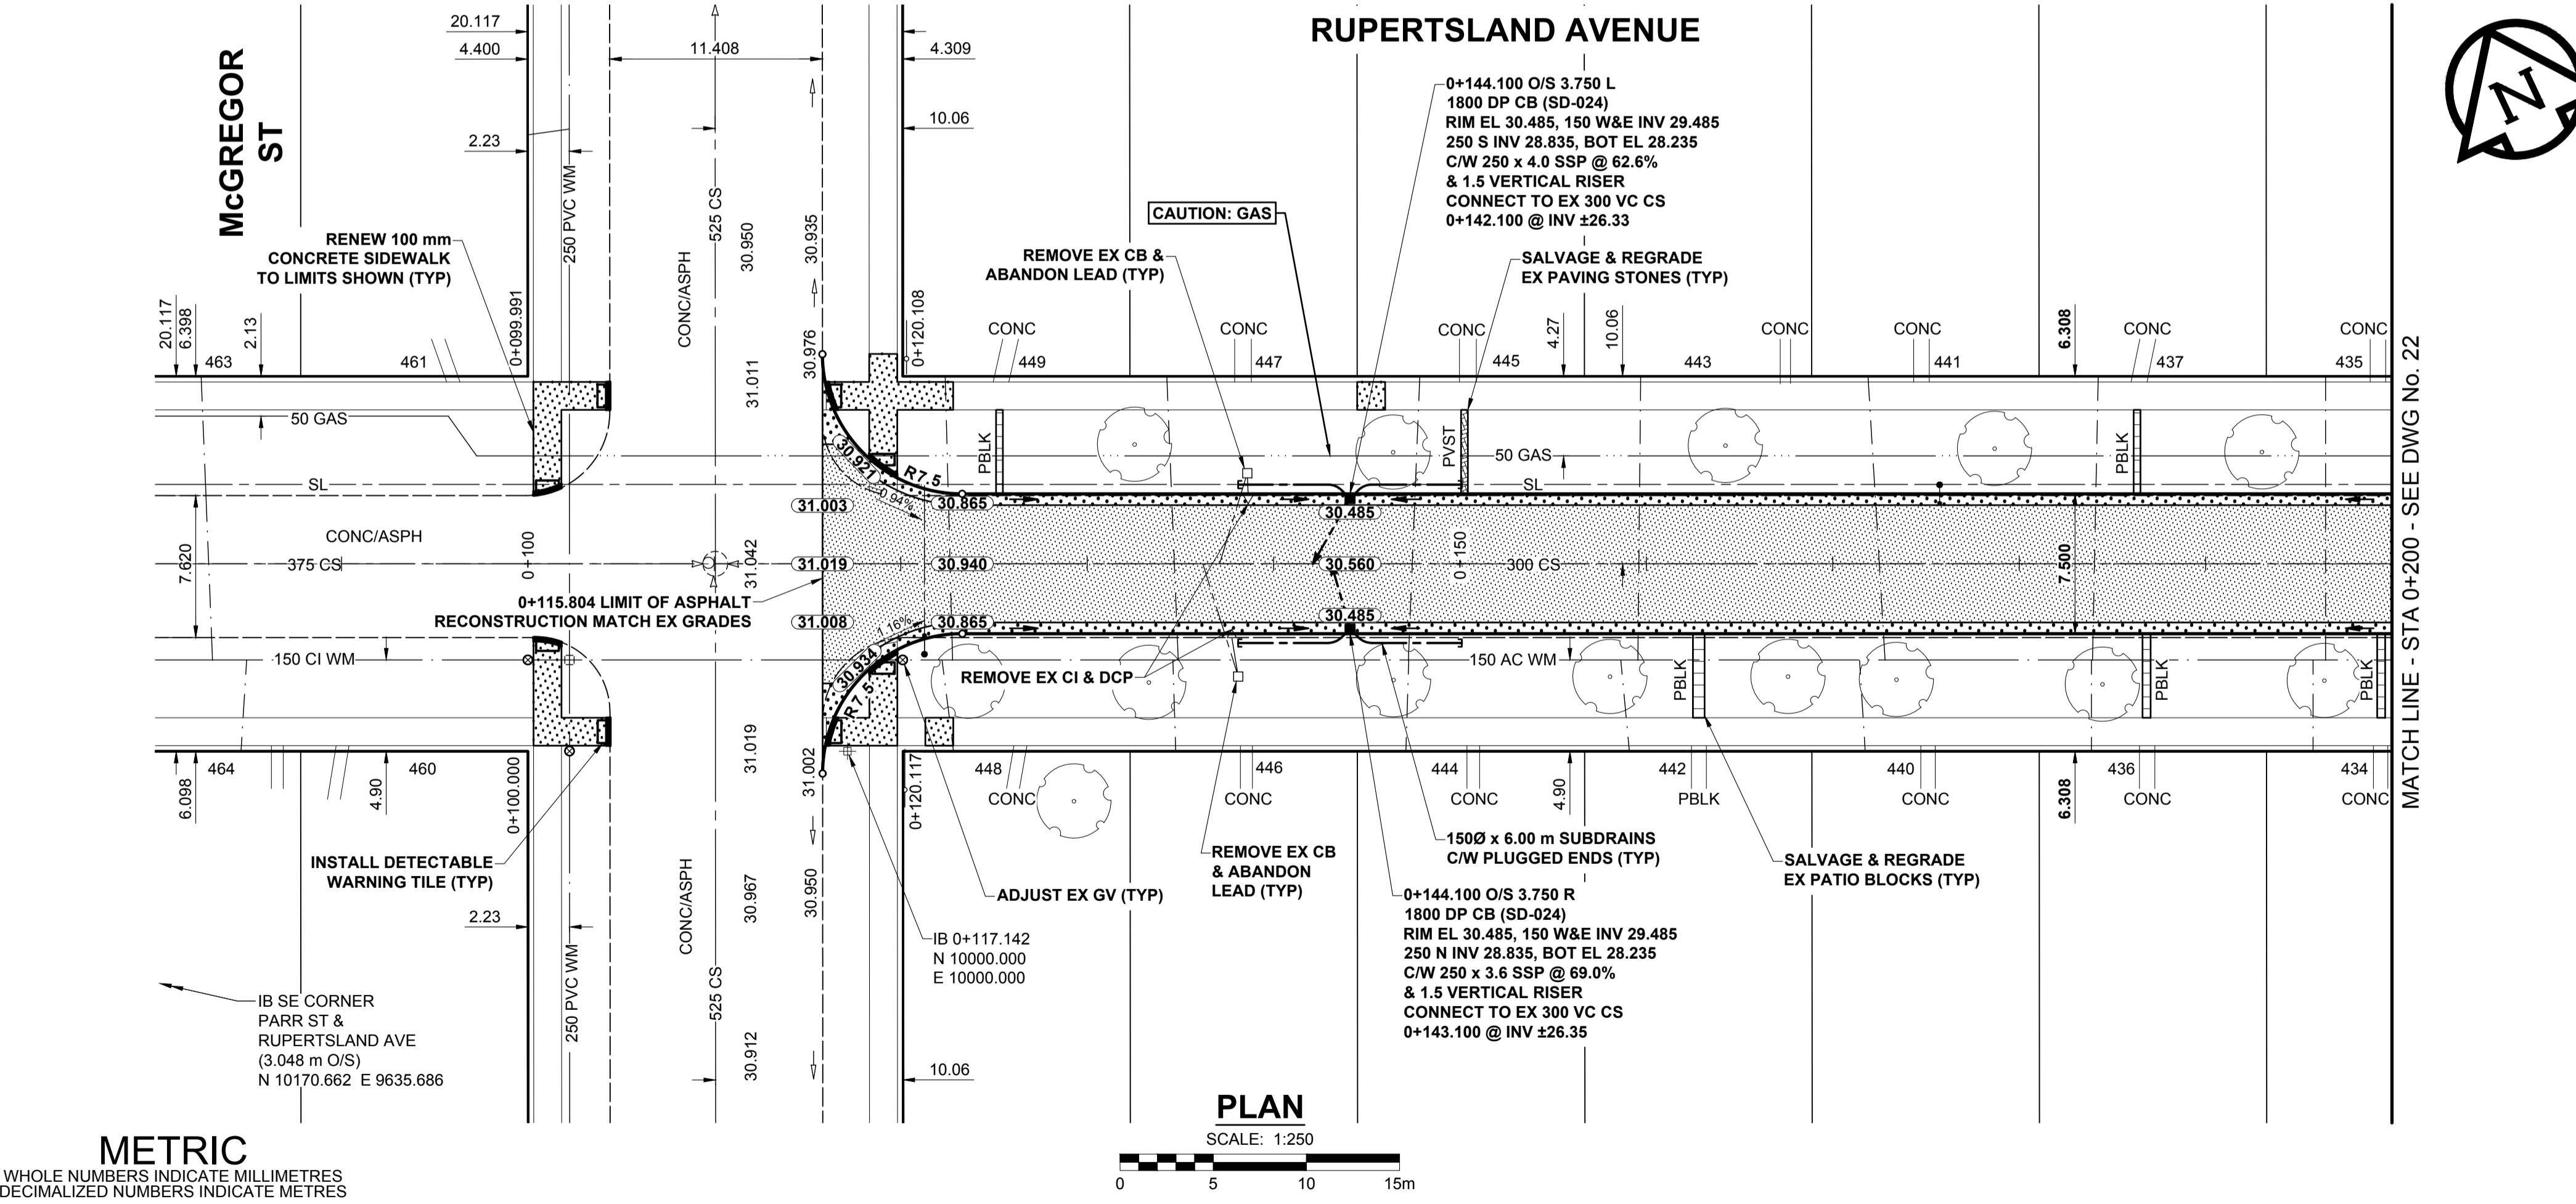 RUPERTSLAND AVENUE
McGREGOR
ST
20.117
4.400
11.408
4.309
2.23
10.06
250 PVC WM
525 CS
CONC/ASPH
30.950
30.935
N
0+144.100 O/S 3.750 L
1800 DP CB (SD-024)
RIM EL 30.485, 150 W&E INV 29.485
250 S INV 28.835, BOT EL 28.235
C/W 250 x 4.0 SSP @ 62.6%
& 1.5 VERTICAL RISER
CONNECT TO EX 300 VC CS
0+142.100 @ INV ±26.33
CAUTION: GAS
RENEW 100 mm
CONCRETE SIDEWALK
TO LIMITS SHOWN (TYP)
REMOVE EX CB &
ABANDON LEAD (TYP)
SALVAGE & REGRADE
EX PAVING STONES (TYP)
20.117
6.398
2.13
0+099.991
30.976
31.011
0+120.108
CONC
CONC
CONC
4.27
10.06
CONC
CONC
6.308
CONC
CONC
463
461
449
447
445
443
441
437
435
50 GAS
PBLK
PVST
50 GAS
PBLK
SL
SL
30.921
R7.5
0.94%
31.003
30.865
30.485
7.620
CONC/ASPH
375 CS
0+100
31.042
31.019
30.940
30.560
0+150
300 CS
7.500
0+115.804 LIMIT OF ASPHALT
RECONSTRUCTION MATCH EX GRADES
31.008
1.16%
30.865
30.485
30.934
R7.5
150 CI WM
REMOVE EX CI & DCP
150 AC WM
PBLK
PBLK
PBLK
MATCH LINE - STA 0+200 - SEE DWG No. 22
464
460
448
446
444
442
440
436
434
6.098
4.90
0+100.000
31.019
31.002
0+120.117
CONC
CONC
CONC
4.90
PBLK
CONC
6.308
CONC
CONC
INSTALL DETECTABLE
WARNING TILE (TYP)
CONC/ASPH
30.967
30.950
ADJUST EX GV (TYP)
REMOVE EX CB
& ABANDON
LEAD (TYP)
150Ø x 6.00 m SUBDRAINS
C/W PLUGGED ENDS (TYP)
SALVAGE & REGRADE
EX PATIO BLOCKS (TYP)
2.23
250 PVC WM
525 CS
30.912
IB 0+117.142
N 10000.000
E 10000.000
0+144.100 O/S 3.750 R
1800 DP CB (SD-024)
RIM EL 30.485, 150 W&E INV 29.485
250 N INV 28.835, BOT EL 28.235
C/W 250 x 3.6 SSP @ 69.0%
& 1.5 VERTICAL RISER
CONNECT TO EX 300 VC CS
0+143.100 @ INV ±26.35
IB SE CORNER
PARR ST &
RUPERTSLAND AVE
(3.048 m O/S)
N 10170.662 E 9635.686
10.06
PLAN
SCALE: 1:250
0 5 10 15m
METRIC
WHOLE NUMBERS INDICATE MILLIMETRES
DECIMALIZED NUMBERS INDICATE METRES